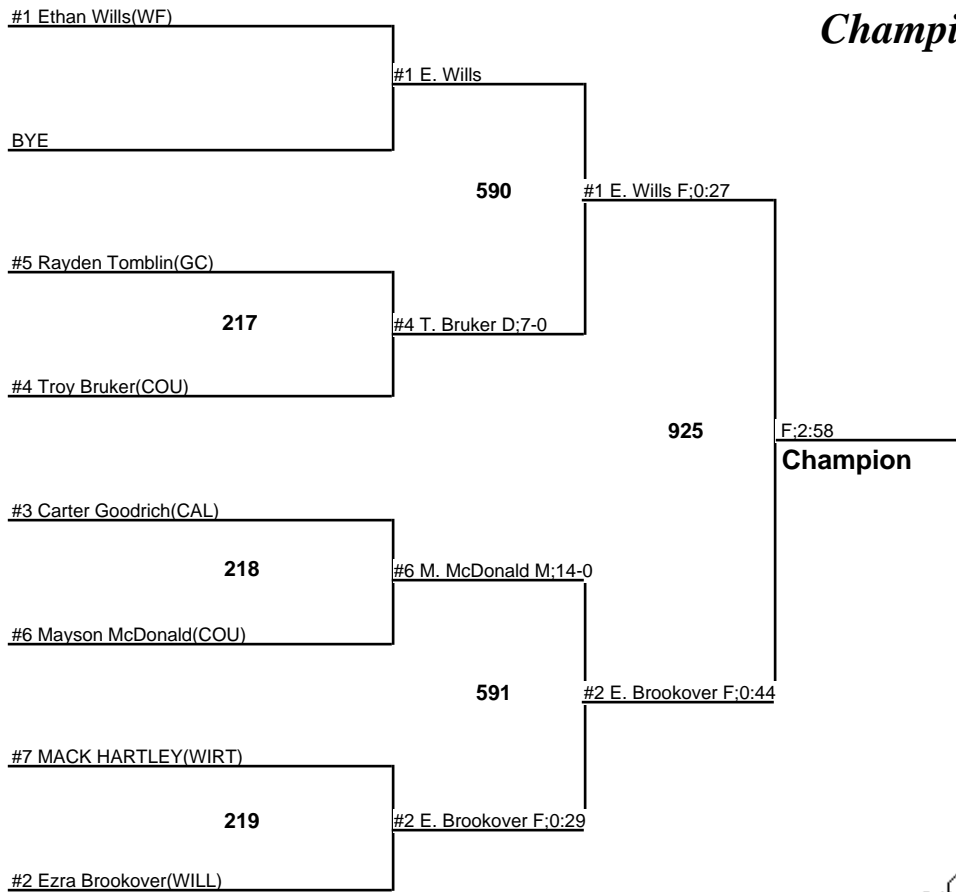 #1 Ethan Wills(WF)
#1 E. Wills
BYE
590
#1 E. Wills F;0:27
#5 Rayden Tomblin(GC)
217
#4 T. Bruker D;7-0
#4 Troy Bruker(COU)
925
F;2:58
Champion
#3 Carter Goodrich(CAL)
218
#6 M. McDonald M;14-0
#6 Mayson McDonald(COU)
591
#2 E. Brookover F;0:44
#7 MACK HARTLEY(WIRT)
219
#2 E. Brookover F;0:29
#2 Ezra Brookover(WILL)